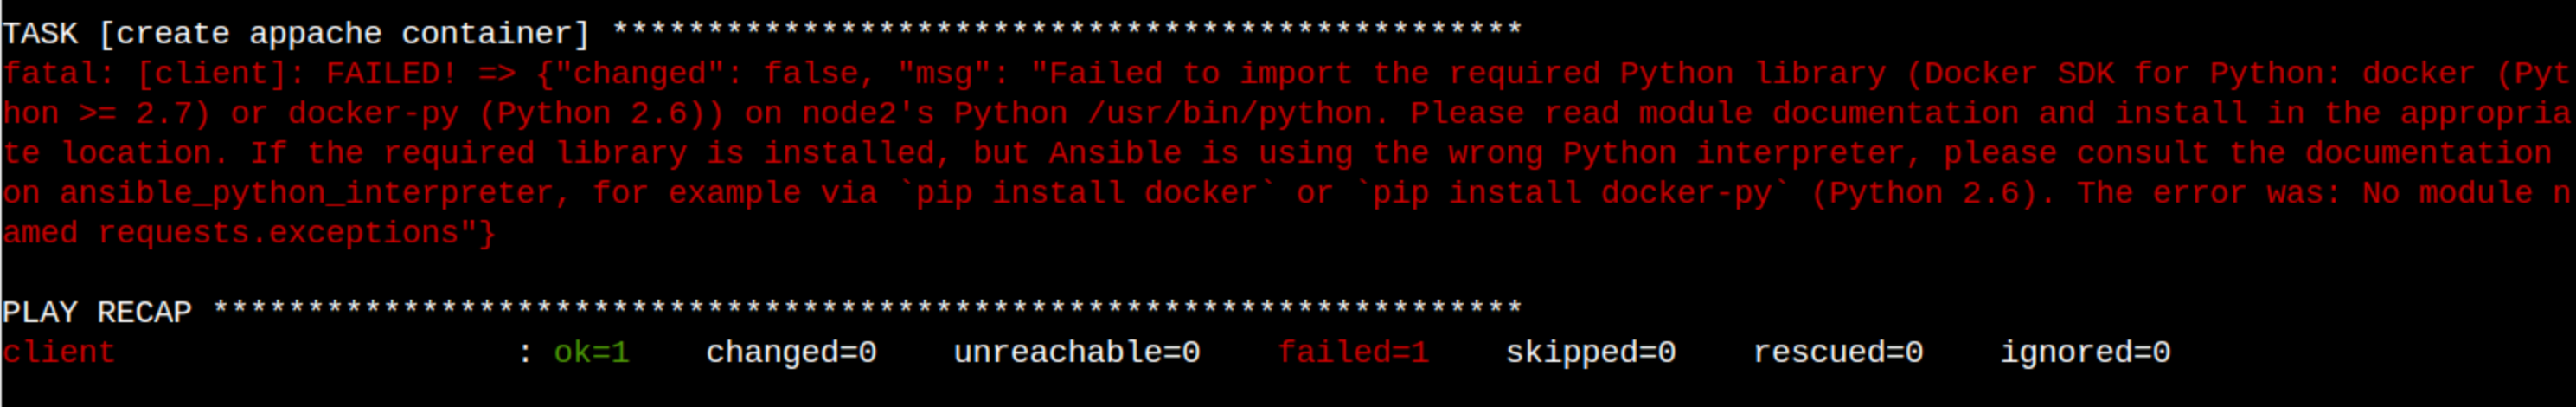 TASK [create appache container] ************************************************
fatal: [client]: FAILED! => {"changed": false, "msg": "Failed to import the required Python library (Docker SDK for Python: docker (Pyt
hon >= 2.7) or docker-py (Python 2.6)) on node2's Python /usr/bin/python. Please read module documentation and install in the appropria
te location. If the required library is installed, but Ansible is using the wrong Python interpreter, please consult the documentation
on ansible_python_interpreter, for example via `pip install docker` or `pip install docker-py` (Python 2.6). The error was: No module n
amed requests.exceptions"}
PLAY RECAP *********************************************************************
client : ok=1 changed=0 unreachable=0 failed=1 skipped=0 rescued=0 ignored=0